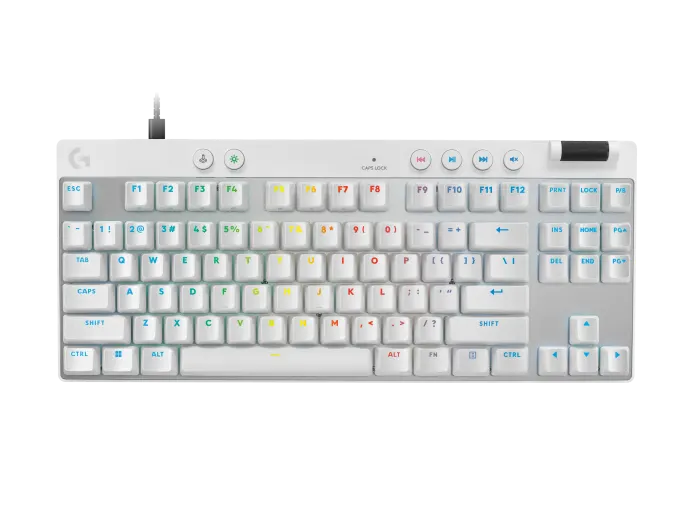 G
CAPS LOCK
ESC F1 F2 F3 F4 F5 F6 F7 F8 F9 F10 F11 F12 PRNT LOCK P/B
` ~ 1 ! 2 @ 3 # 4 $ 5 % 6 ^ 7 & 8 * 9 ( 0 ) - _ = + ← INS HOME PG▲
TAB Q W E R T Y U I O P [ { ] } \ | DEL END PG▼
CAPS A S D F G H J K L ; : ' " ↵
SHIFT Z X C V B N M , < . > / ? SHIFT ▲
CTRL ALT ALT FN CTRL ◀ ▼ ▶